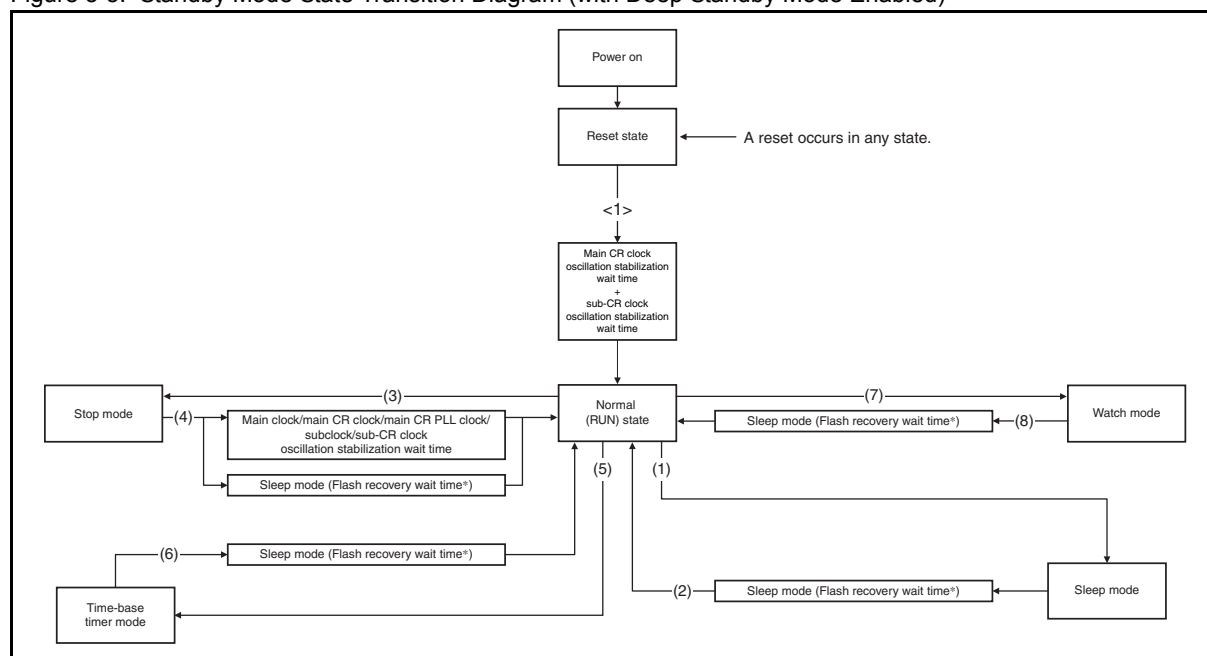 Figure 3-3. Standby Mode State Transition Diagram (with Deep Standby Mode Enabled)
Power on
Reset state
A reset occurs in any state.
<1>
Main CR clock
oscillation stabilization
wait time
+
sub-CR clock
oscillation stabilization
wait time
Stop mode
(3)
(4)
Main clock/main CR clock/main CR PLL clock/
subclock/sub-CR clock
oscillation stabilization wait time
Sleep mode (Flash recovery wait time*)
Normal
(RUN) state
(7)
Sleep mode (Flash recovery wait time*)
(8)
Watch mode
(5)
(1)
(6)
Sleep mode (Flash recovery wait time*)
Time-base
timer mode
(2)
Sleep mode (Flash recovery wait time*)
Sleep mode